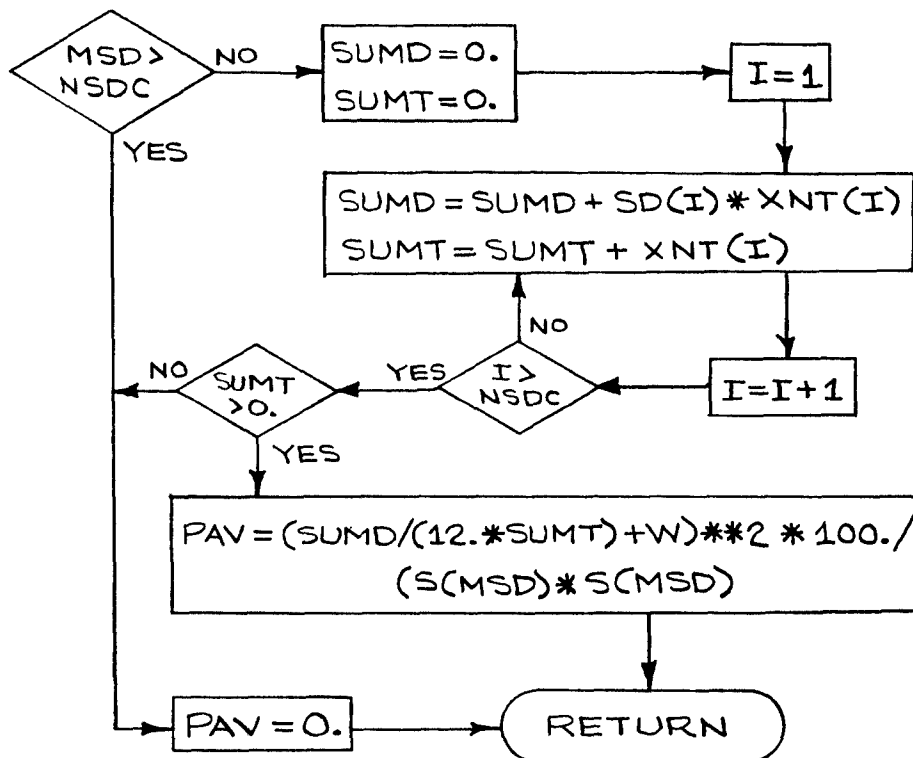 MSD>
NSDC
NO
YES
SUMD=0.
SUMT=0.
I=1
SUMD=SUMD+SD(I)*XNT(I)
SUMT=SUMT+XNT(I)
I=I+1
I>
NSDC
NO
YES
SUMT
>0.
NO
YES
PAV=(SUMD/(12.*SUMT)+W)**2*100./
(S(MSD)*S(MSD)
PAV=0.
RETURN